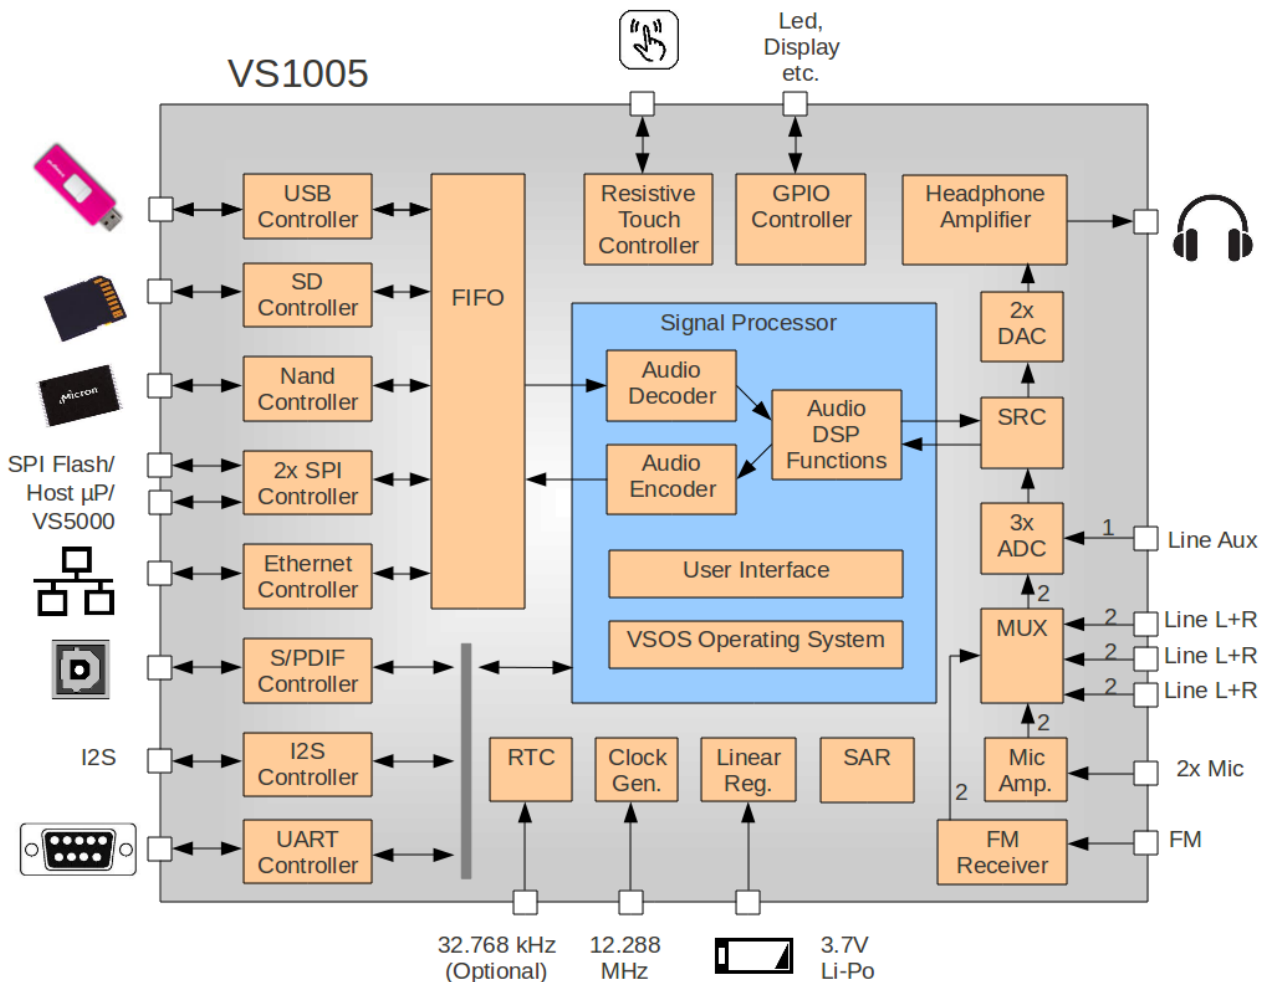 VS1005
Led,
Display
etc.
USB
Controller
SD
Controller
Nand
Controller
2x SPI
Controller
Ethernet
Controller
S/PDIF
Controller
I2S
Controller
UART
Controller
FIFO
Resistive
Touch
Controller
GPIO
Controller
Headphone
Amplifier
Signal Processor
Audio
Decoder
Audio
Encoder
Audio
DSP
Functions
User Interface
VSOS Operating System
2x
DAC
SRC
3x
ADC
MUX
Mic
Amp.
FM
Receiver
RTC
Clock
Gen.
Linear
Reg.
SAR
Micron
SPI Flash/
Host µP/
VS5000
I2S
1
Line Aux
2
2
Line L+R
2
Line L+R
2
Line L+R
2
2x Mic
2
FM
32.768 kHz
(Optional)
12.288
MHz
3.7V
Li-Po